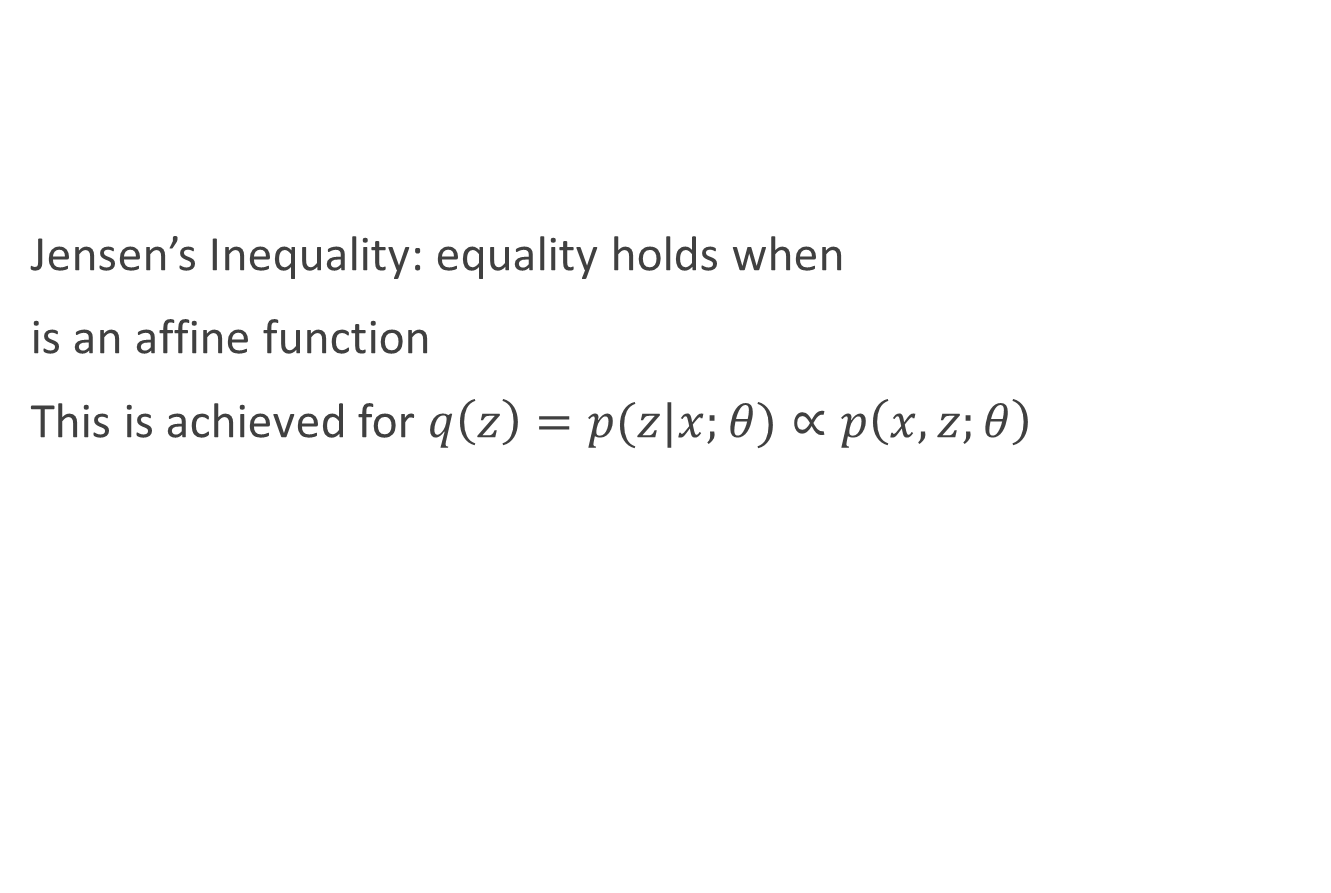 Jensen’s Inequality: equality holds when
is an affine function
This is achieved for q(z) = p(z|x; θ) ∝ p(x, z; θ)